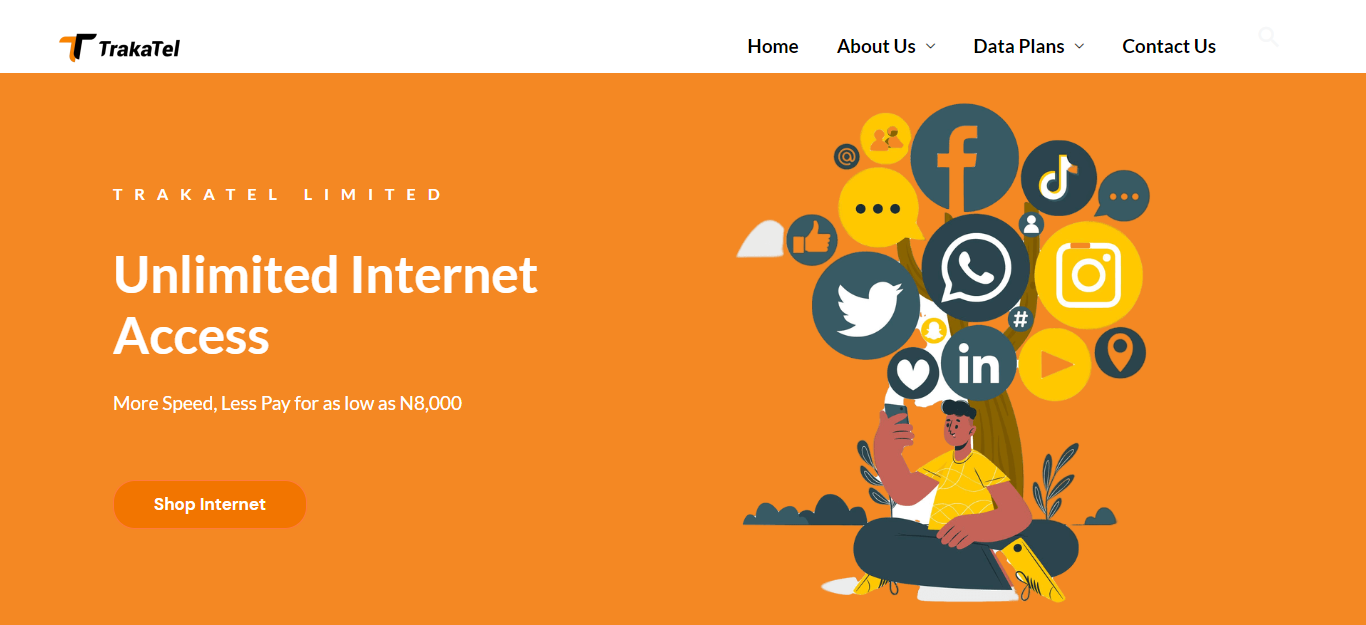 TrakaTel
Home
About Us
Data Plans
Contact Us
TRAKATEL LIMITED
Unlimited Internet
Access
More Speed, Less Pay for as low as N8,000
Shop Internet
@
#
in